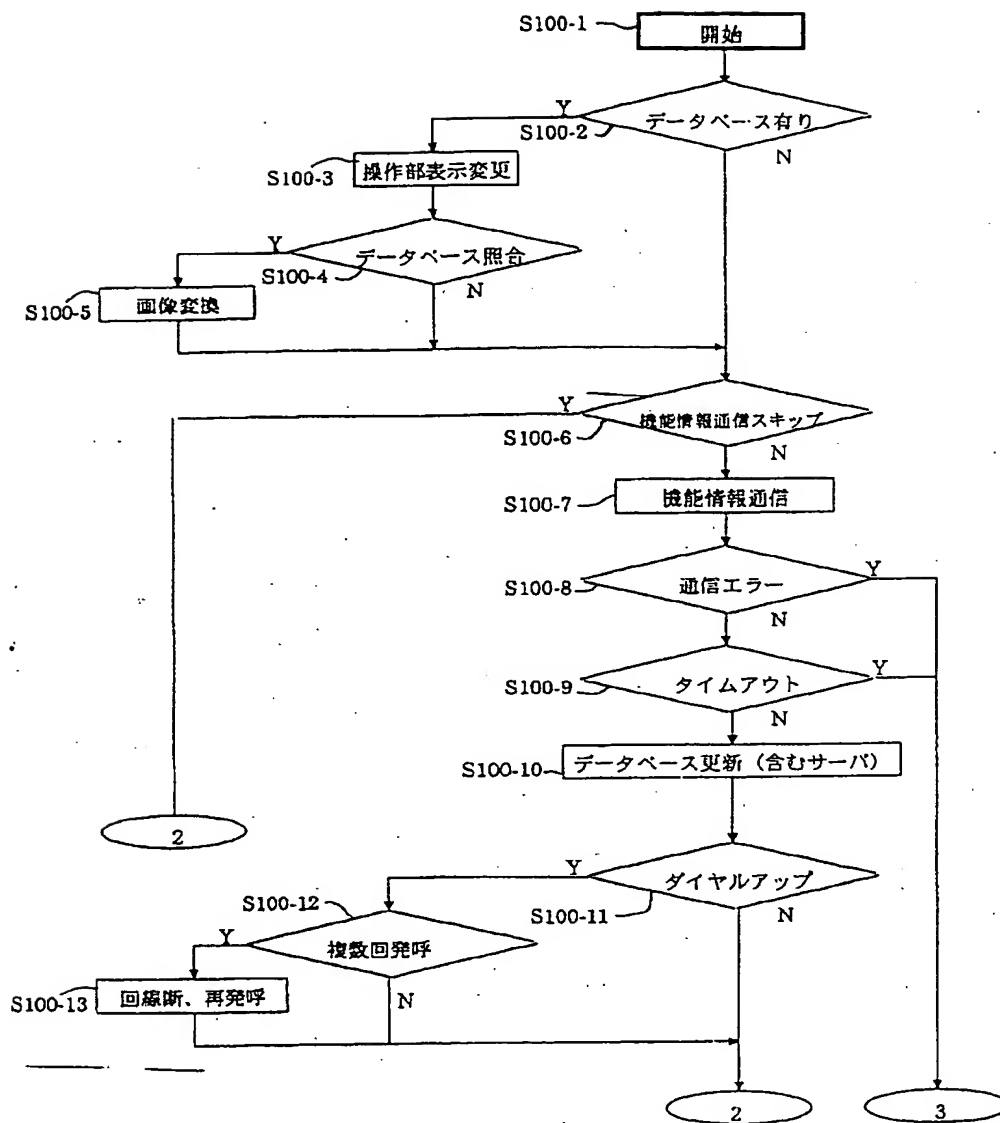 S100-1
開始
Y
S100-2
データベース有り
N
S100-3
操作部表示変更
Y
S100-4
データベース照合
N
S100-5
画像変換
Y
S100-6
機能情報通信スキップ
N
S100-7
機能情報通信
S100-8
通信エラー
Y
N
S100-9
タイムアウト
Y
N
S100-10
データベース更新（含むサーバ）
2
Y
S100-11
ダイヤルアップ
N
S100-12
Y
複数回発呼
N
S100-13
回線断、再発呼
2
3